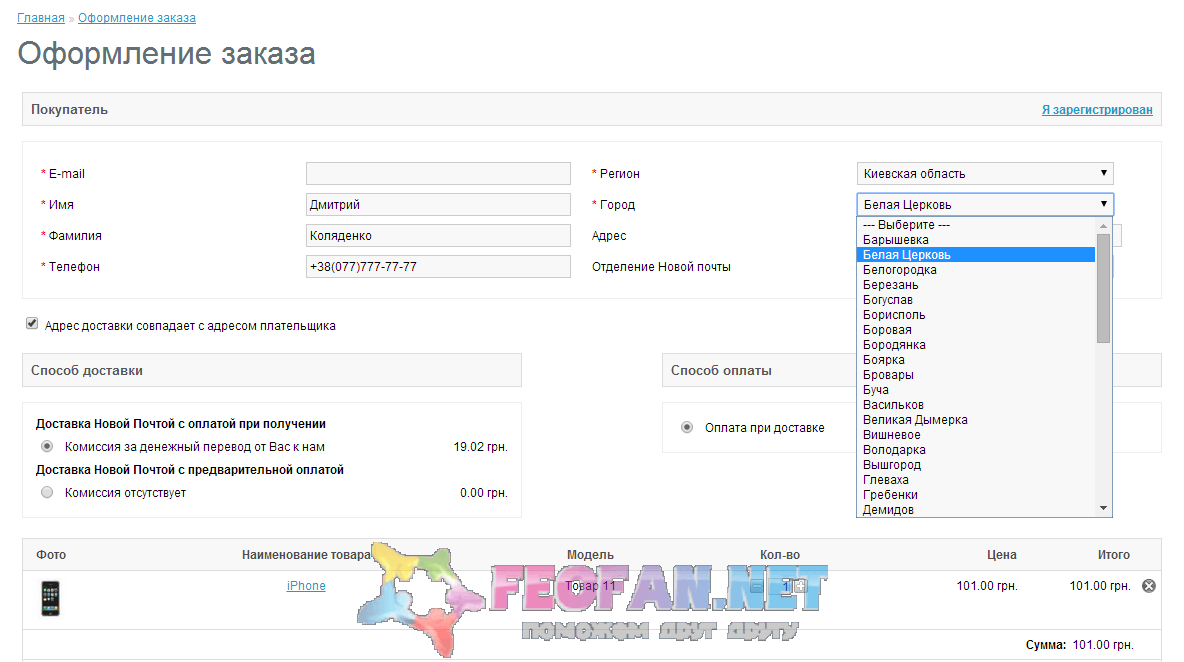 Главная » Оформление заказа
Оформление заказа
Покупатель Я зарегистрирован
* E-mail * Регион Киевская область
* Имя Дмитрий * Город Белая Церковь
* Фамилия Коляденко Адрес
* Телефон +38(077)777-77-77 Отделение Новой почты
--- Выберите ---
Барышевка
Белая Церковь
Белогородка
Березань
Богуслав
Борисполь
Боровая
Бородянка
Боярка
Бровары
Буча
Васильков
Великая Дымерка
Вишневое
Володарка
Вышгород
Глеваха
Гребенки
Демидов
Адрес доставки совпадает с адресом плательщика
Способ доставки Способ оплаты
Доставка Новой Почтой с оплатой при получении
Комиссия за денежный перевод от Вас к нам 19.02 грн.
Оплата при доставке
Доставка Новой Почтой с предварительной оплатой
Комиссия отсутствует 0.00 грн.
Фото Наименование товара Модель Кол-во Цена Итого
iPhone Товар 11 1 101.00 грн. 101.00 грн.
FEOFAN.NET
поможем друг другу
Сумма: 101.00 грн.